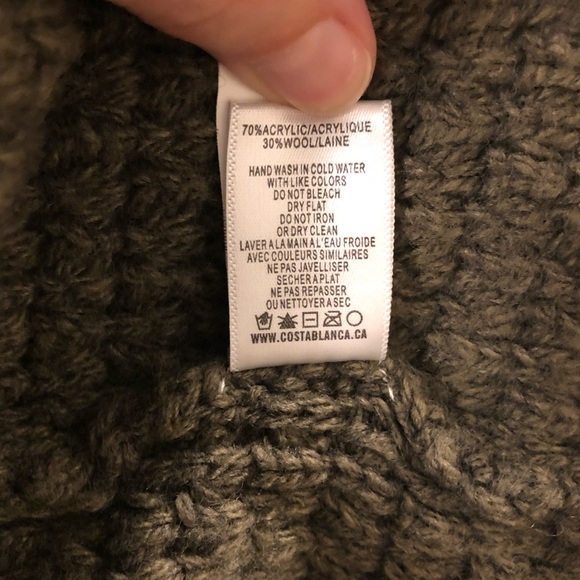 70%ACRYLIC/ACRYLIQUE
30%WOOL/LAINE
HAND WASH IN COLD WATER
WITH LIKE COLORS
DO NOT BLEACH
DRY FLAT
DO NOT IRON
OR DRY CLEAN
LAVER A LA MAIN A L'EAU FROIDE
AVEC COULEURS SIMILAIRES
NE PAS JAVELLISER
SECHER A PLAT
NE PAS REPASSER
OU NETTOYER A SEC
WWW.COSTABLANCA.CA